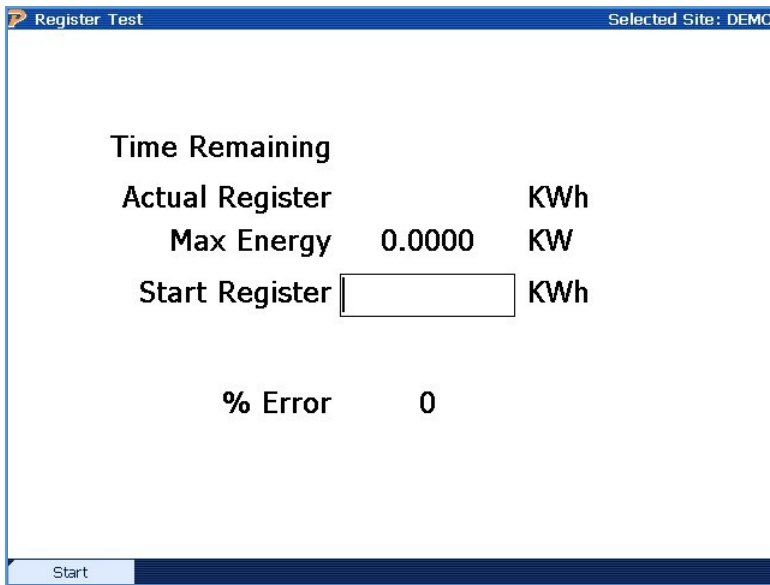 Register Test Selected Site: DEMO
Time Remaining
Actual Register KWh
Max Energy 0.0000 KW
Start Register KWh
% Error 0
Start